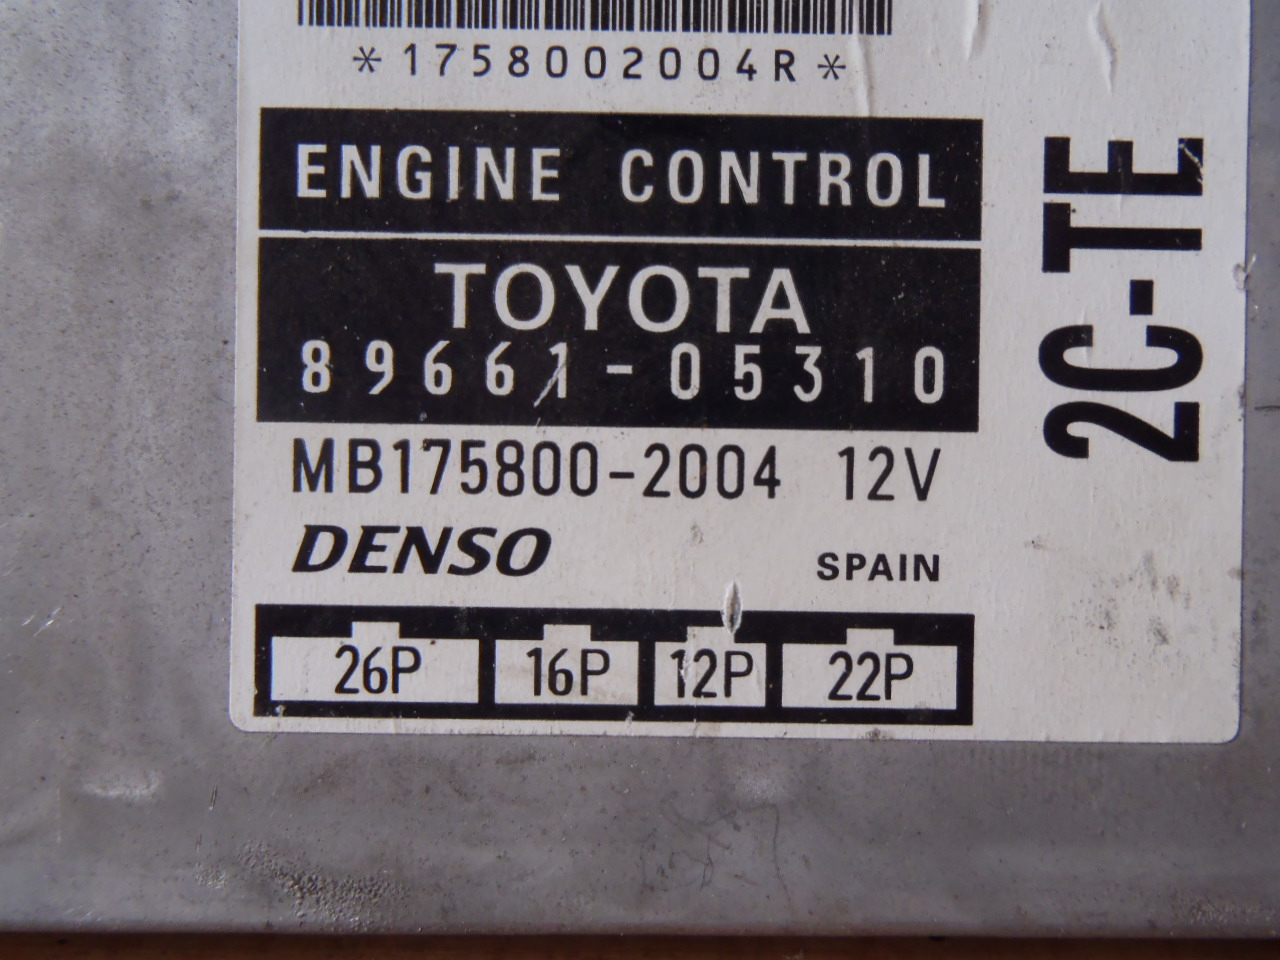 *1758002004R*
ENGINE CONTROL
TOYOTA
89661-05310
MB175800-2004 12V
DENSO SPAIN
26P 16P 12P 22P
2C-TE